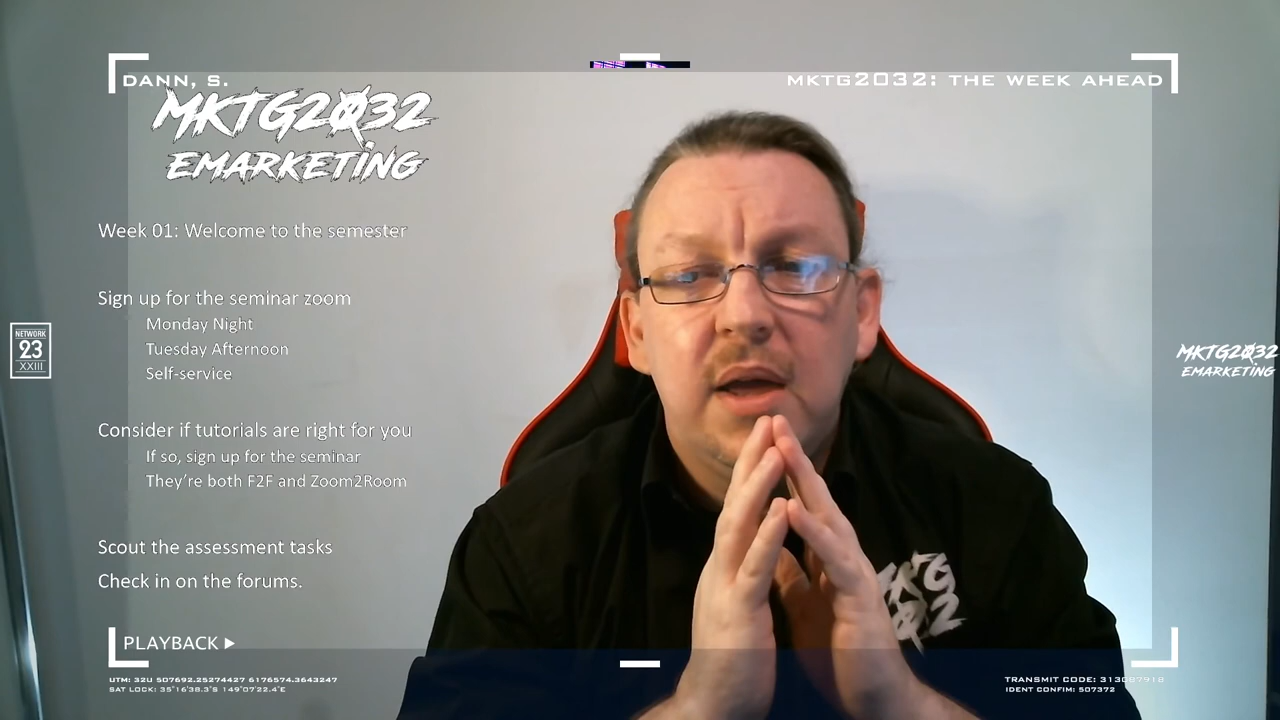 DANN, S.
MKTG2032: THE WEEK AHEAD
MKTG2032
EMARKETING
Week 01: Welcome to the semester
Sign up for the seminar zoom
Monday Night
Tuesday Afternoon
Self-service
NETWORK
23
XXIII
MKTG2032
EMARKETING
Consider if tutorials are right for you
If so, sign up for the seminar
They're both F2F and Zoom2Room
Scout the assessment tasks
Check in on the forums.
PLAYBACK
UTM: 32U 507692.25274427 6176574.3643247
SAT LOCK: 35°16'38.3"S 149°07'22.4"E
TRANSMIT CODE: 313087918
IDENT CONFIM: 507372